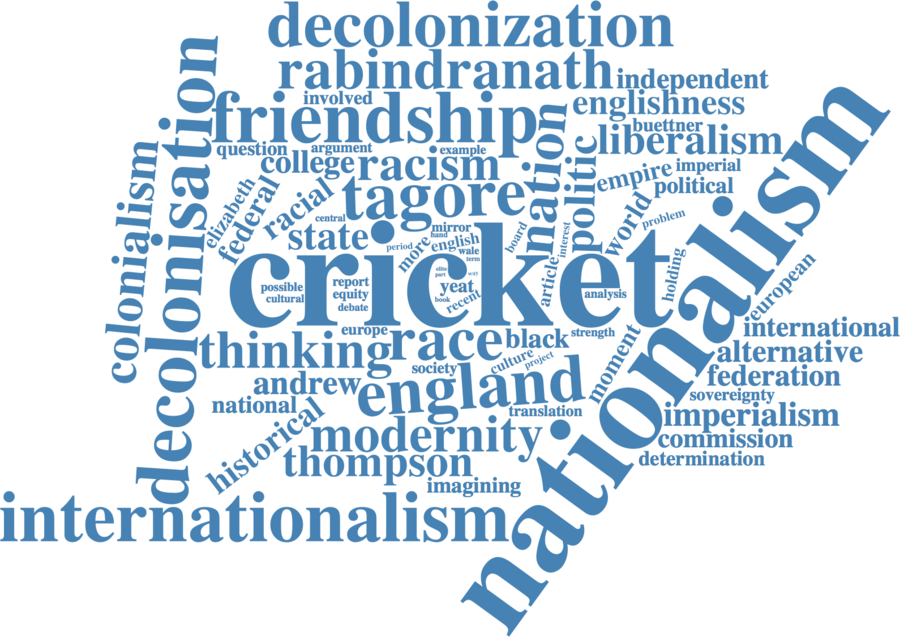 decolonization
rabindranath
independent
involved
friendship
englishness
buettner
question
argument
example
liberalism
decolonisation
colonialism
college
racism
nation
politic
empire
imperial
political
elizabeth
federal
racial
tagore
central
world
problem
state
mirror
hand
more
english
period
wale
term
board
interest
cricket
elite
part
way
yeat
book
recent
possible
cultural
report
equity
debate
article
analysis
holding
european
nationalism
europe
thinking
race
black
strength
international
society
culture
project
moment
alternative
andrew
england
federation
national
translation
sovereignty
historical
modernity
imperialism
commission
thompson
determination
imagining
internationalism